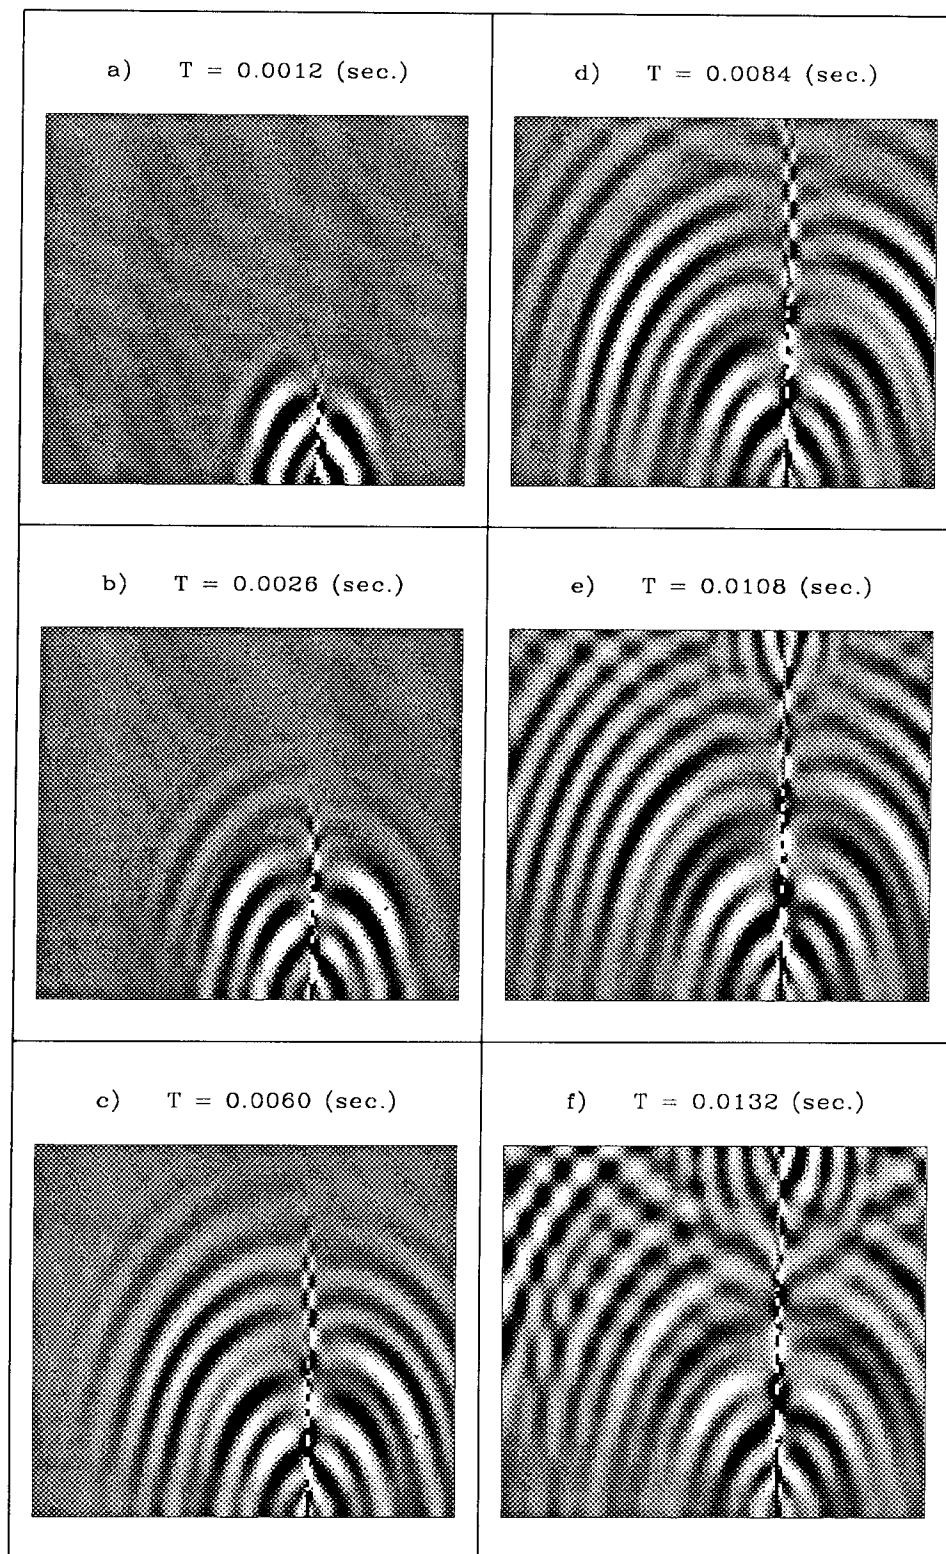 a) T = 0.0012 (sec.)
b) T = 0.0026 (sec.)
c) T = 0.0060 (sec.)
d) T = 0.0084 (sec.)
e) T = 0.0108 (sec.)
f) T = 0.0132 (sec.)